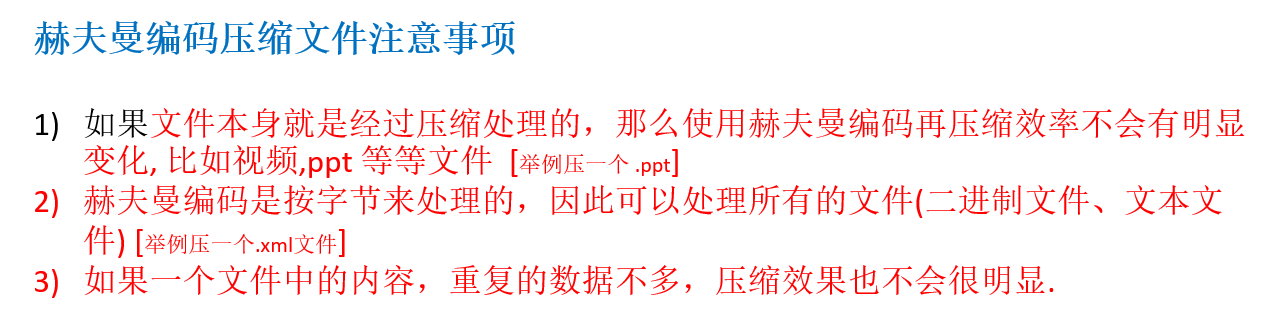 赫夫曼编码压缩文件注意事项
1) 如果文件本身就是经过压缩处理的，那么使用赫夫曼编码再压缩效率不会有明显
变化, 比如视频,ppt 等等文件 [举例压一个 .ppt]
2) 赫夫曼编码是按字节来处理的，因此可以处理所有的文件(二进制文件、文本文
件) [举例压一个.xml文件]
3) 如果一个文件中的内容，重复的数据不多，压缩效果也不会很明显.